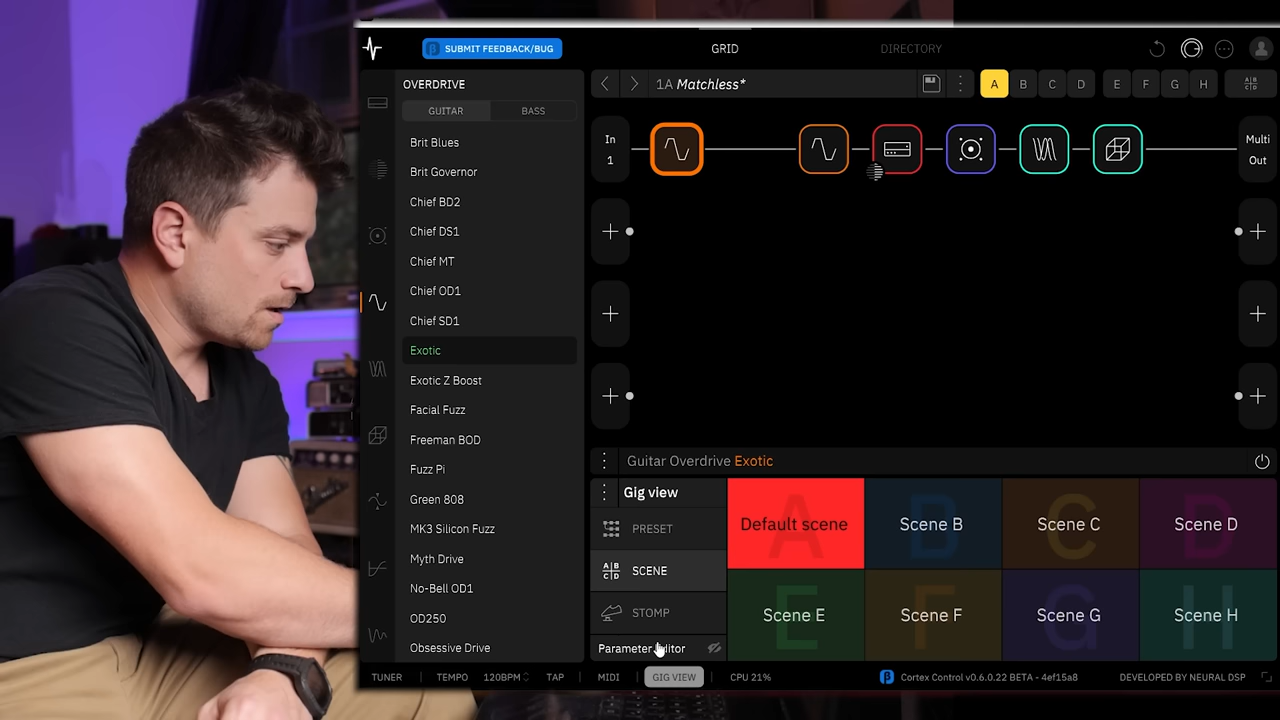 SUBMIT FEEDBACK/BUG
GRID
DIRECTORY
OVERDRIVE
GUITAR
BASS
Brit Blues
Brit Governor
Chief BD2
Chief DS1
Chief MT
Chief OD1
Chief SD1
Exotic
Exotic Z Boost
Facial Fuzz
Freeman BOD
Fuzz Pi
Green 808
MK3 Silicon Fuzz
Myth Drive
No-Bell OD1
OD250
Obsessive Drive
1A Matchless*
A B C D E F G H
A|B
C|D
In
1
Multi
Out
Guitar Overdrive Exotic
Gig view
PRESET
A|B
C|D
SCENE
STOMP
Parameter Editor
A
Default scene
B
Scene B
C
Scene C
D
Scene D
E
Scene E
F
Scene F
G
Scene G
H
Scene H
TUNER
TEMPO
120BPM
TAP
MIDI
GIG VIEW
CPU 21%
Cortex Control v0.6.0.22 BETA - 4ef15a8
DEVELOPED BY NEURAL DSP